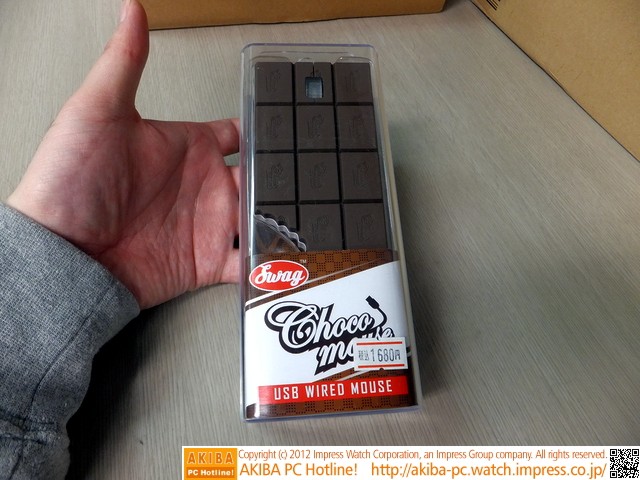 Swag™
Choco
mouse
税込1680円
USB WIRED MOUSE
AKIBA
PC Hotline!
Copyright (c) 2012 Impress Watch Corporation, an Impress Group company. All rights reserved.
AKIBA PC Hotline! http://akiba-pc.watch.impress.co.jp/